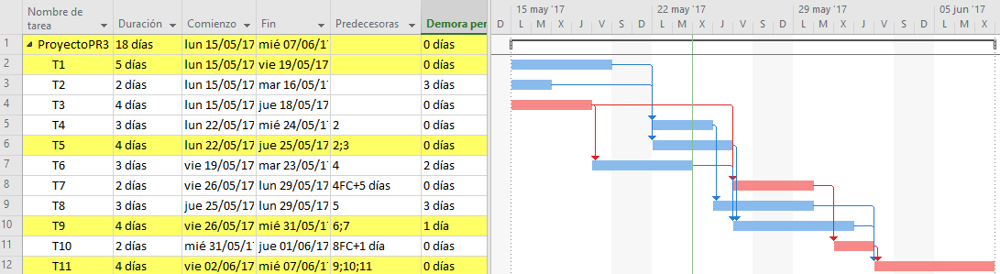 Nombre de tarea Duración Comienzo Fin Predecesoras Demora per
15 may '17 22 may '17 29 may '17 05 jun '17
D L M X J V S D L M X J V S D L M X J V S D L M X
1 ProyectoPR3 18 días lun 15/05/17 mié 07/06/1 0 días
2 T1 5 días lun 15/05/17 vie 19/05/17 0 días
3 T2 2 días lun 15/05/17 mar 16/05/1 3 días
4 T3 4 días lun 15/05/17 jue 18/05/17 0 días
5 T4 3 días lun 22/05/17 mié 24/05/1 2 0 días
6 T5 4 días lun 22/05/17 jue 25/05/17 2;3 0 días
7 T6 3 días vie 19/05/17 mar 23/05/1 4 2 días
8 T7 2 días vie 26/05/17 lun 29/05/17 4FC+5 días 0 días
9 T8 3 días jue 25/05/17 lun 29/05/17 5 3 días
10 T9 4 días vie 26/05/17 mié 31/05/1 6;7 1 día
11 T10 2 días mié 31/05/1 jue 01/06/17 8FC+1 día 0 días
12 T11 4 días vie 02/06/17 mié 07/06/1 9;10;11 0 días